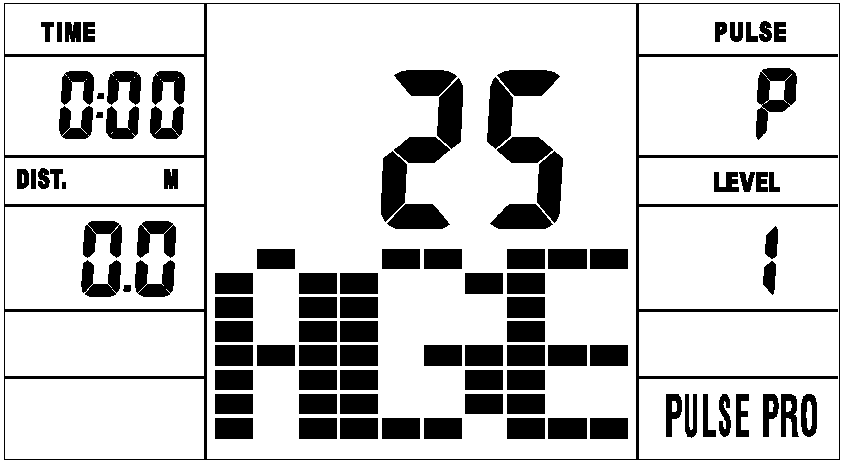 TIME
0:00
DIST. M
0.0
25
AGE
PULSE
P
LEVEL
1
PULSE PRO